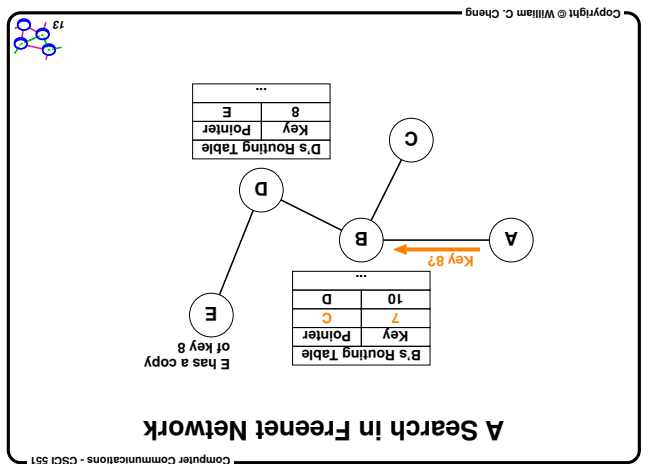 Computer Communications - CSCI 551
A Search in Freenet Network
B's Routing Table
Key Pointer
7 C
10 D
...
E has a copy
of key 8
E
Key 8?
A
B
D
C
D's Routing Table
Key Pointer
8 E
...
13
Copyright © William C. Cheng